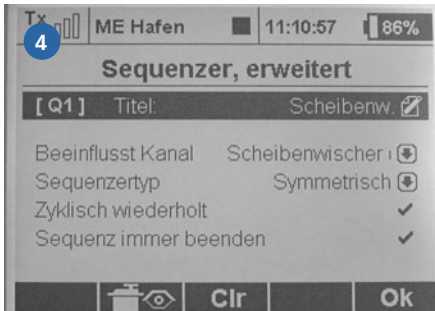 Tx ME Hafen 11:10:57 86%
4
Sequenzer, erweitert
[Q1] Titel: Scheibenw.
Beeinflusst Kanal Scheibenwischer
Sequenzertyp Symmetrisch
Zyklisch wiederholt
Sequenz immer beenden
Clr Ok